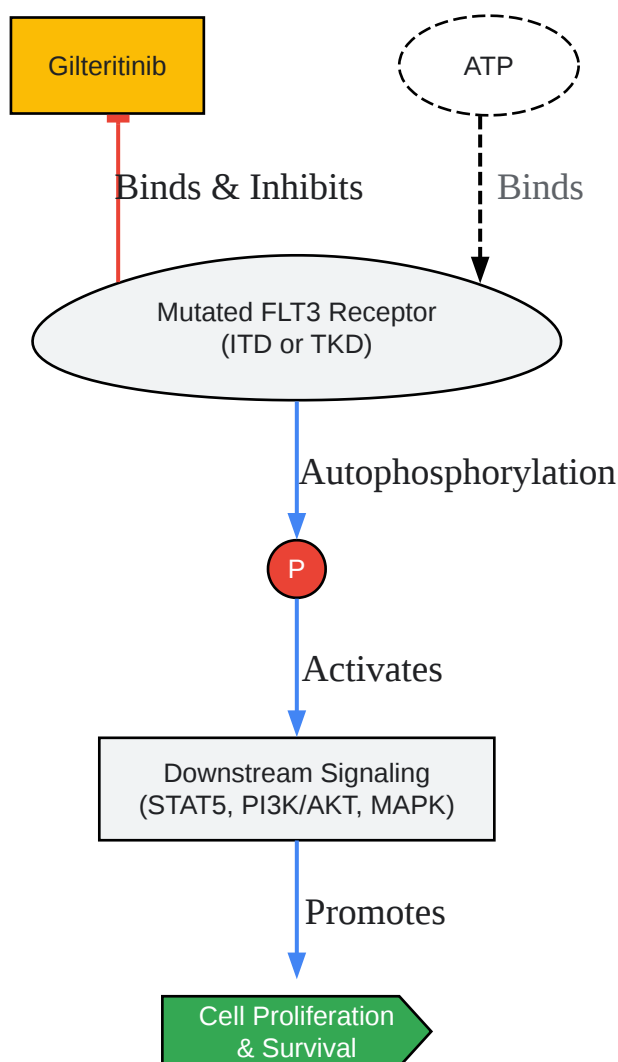 Gilteritinib
ATP
Binds & Inhibits
Binds
Mutated FLT3 Receptor
(ITD or TKD)
Autophosphorylation
P
Activates
Downstream Signaling
(STAT5, PI3K/AKT, MAPK)
Promotes
Cell Proliferation
& Survival